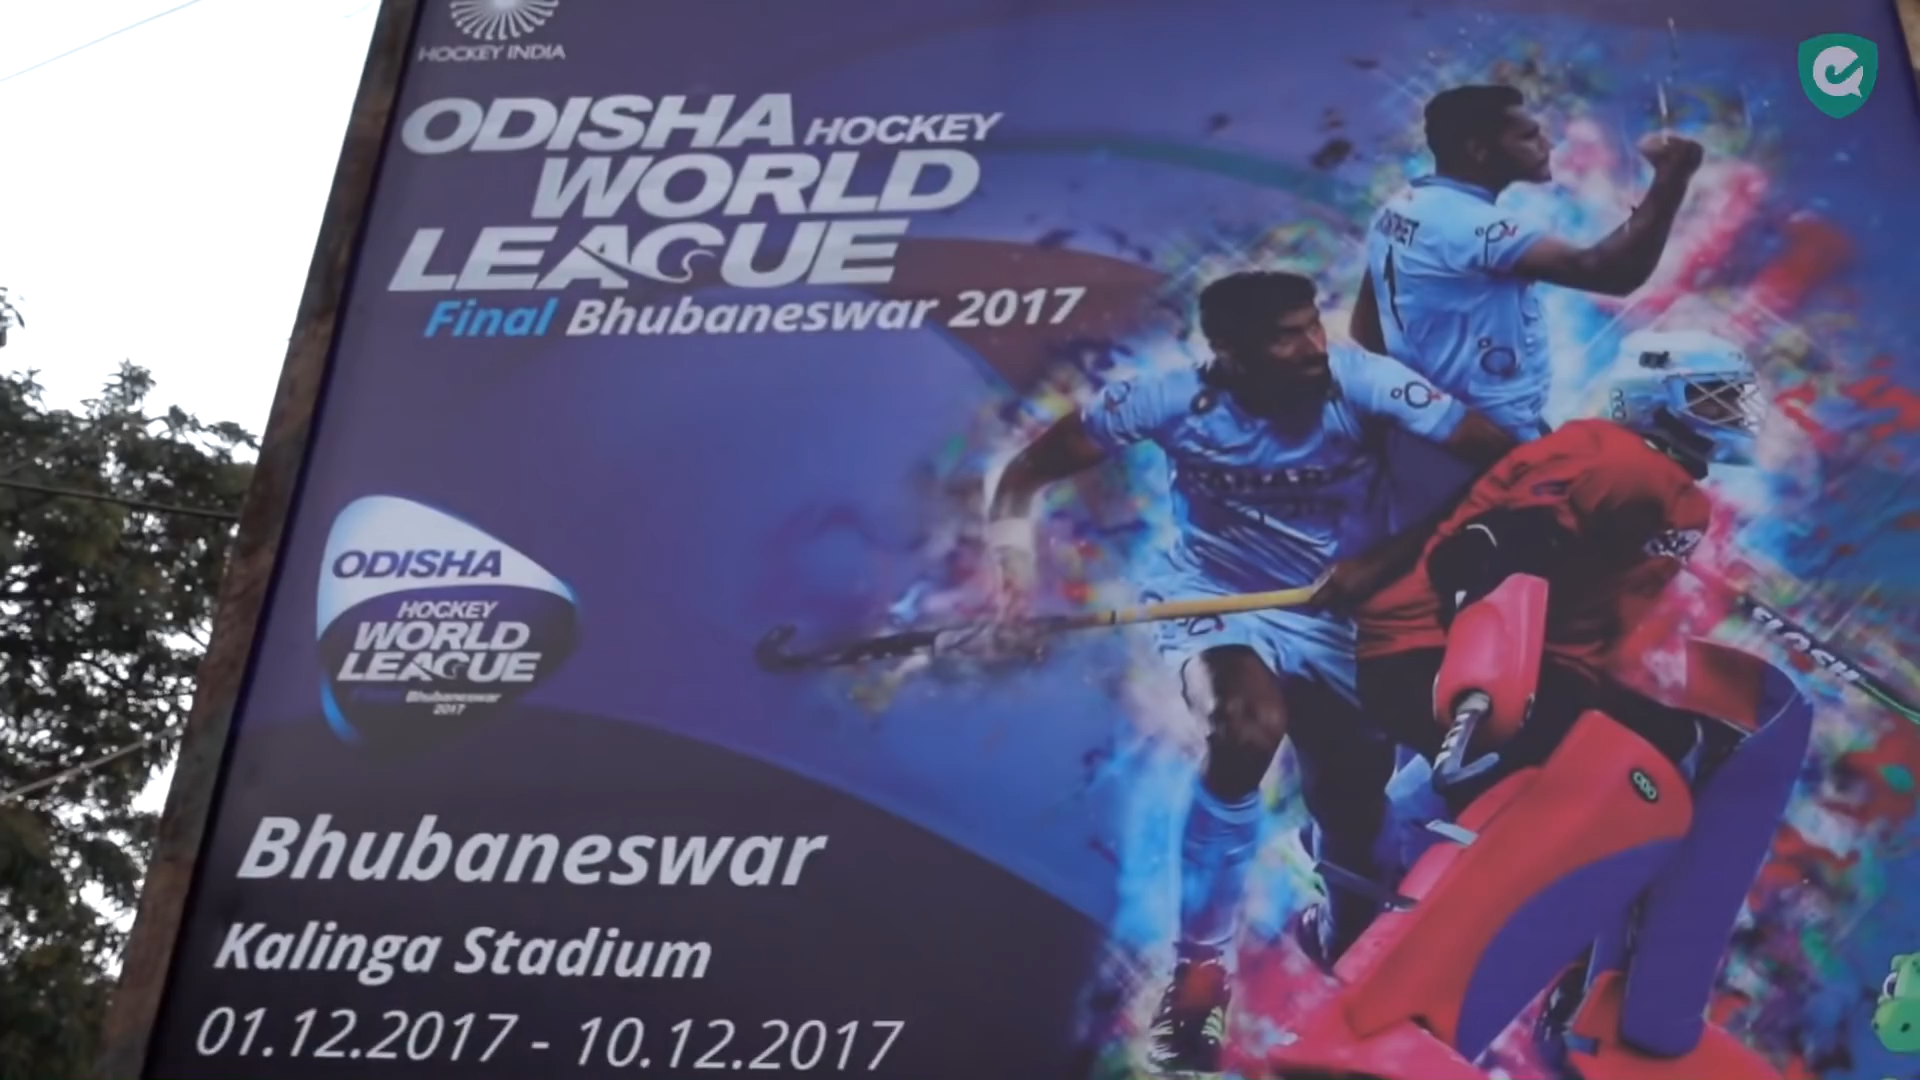 HOCKEY INDIA
ODISHA HOCKEY
WORLD
LEAGUE
Final Bhubaneswar 2017
ODISHA
HOCKEY
WORLD
LEAGUE
Bhubaneswar
2017
Bhubaneswar
Kalinga Stadium
01.12.2017 - 10.12.2017